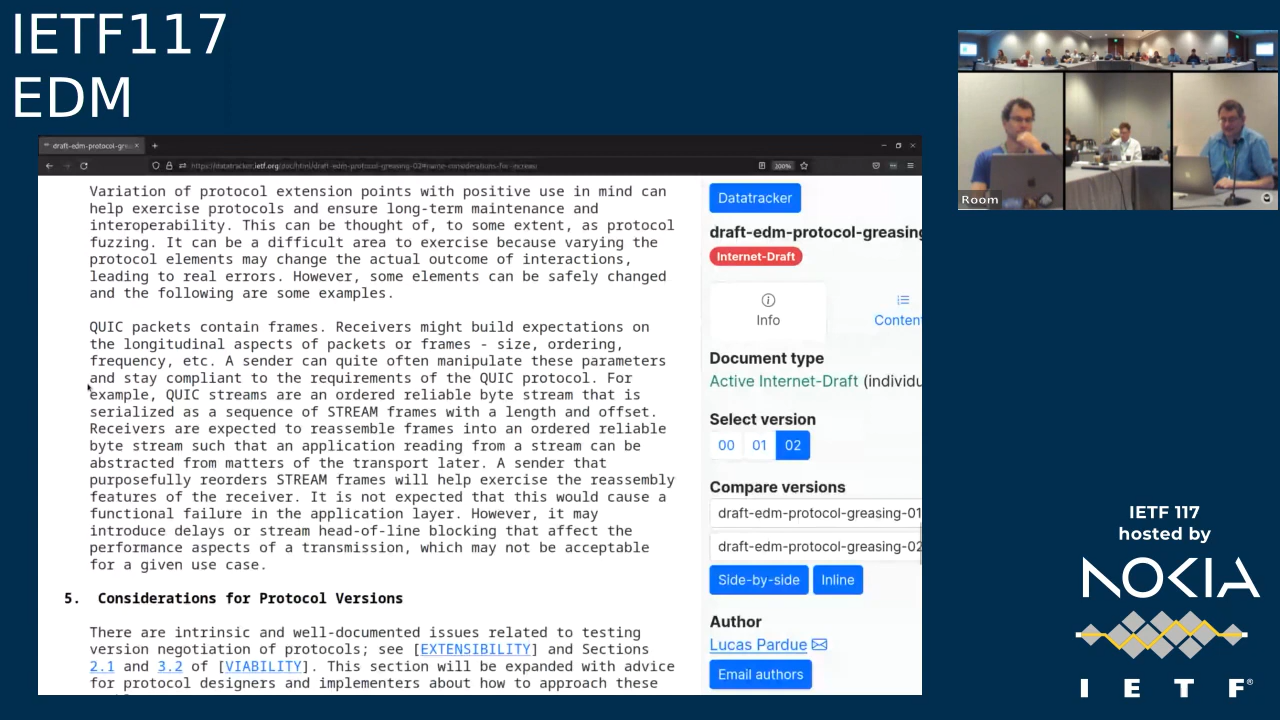 IETF117
EDM
draft-edm-protocol-gre
Variation of protocol extension points with positive use in mind can
help exercise protocols and ensure long-term maintenance and
interoperability. This can be thought of, to some extent, as protocol
fuzzing. It can be a difficult area to exercise because varying the
protocol elements may change the actual outcome of interactions,
leading to real errors. However, some elements can be safely changed
and the following are some examples.
QUIC packets contain frames. Receivers might build expectations on
the longitudinal aspects of packets or frames - size, ordering,
frequency, etc. A sender can quite often manipulate these parameters
and stay compliant to the requirements of the QUIC protocol. For
example, QUIC streams are an ordered reliable byte stream that is
serialized as a sequence of STREAM frames with a length and offset.
Receivers are expected to reassemble frames into an ordered reliable
byte stream such that an application reading from a stream can be
abstracted from matters of the transport later. A sender that
purposefully reorders STREAM frames will help exercise the reassembly
features of the receiver. It is not expected that this would cause a
functional failure in the application layer. However, it may
introduce delays or stream head-of-line blocking that affect the
performance aspects of a transmission, which may not be acceptable
for a given use case.
5. Considerations for Protocol Versions
There are intrinsic and well-documented issues related to testing
version negotiation of protocols; see [EXTENSIBILITY] and Sections
2.1 and 3.2 of [VIABILITY]. This section will be expanded with advice
for protocol designers and implementers about how to approach these
300%
Datatracker
draft-edm-protocol-greasing
Internet-Draft
Info
Conten
Document type
Active Internet-Draft (individu
Select version
00 01 02
Compare versions
draft-edm-protocol-greasing-01
draft-edm-protocol-greasing-02
Side-by-side Inline
Author
Lucas Pardue
Email authors
Room
IETF 117
hosted by
NOKIA
I E T F®